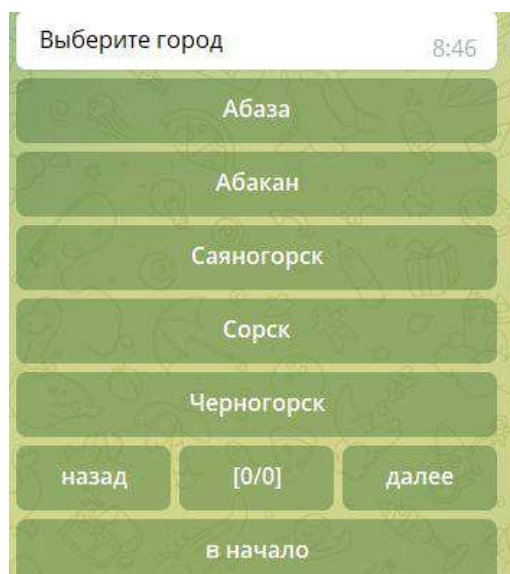 Выберите город
8:46
Абаза
Абакан
Саяногорск
Сорск
Черногорск
назад [0/0] далее
в начало